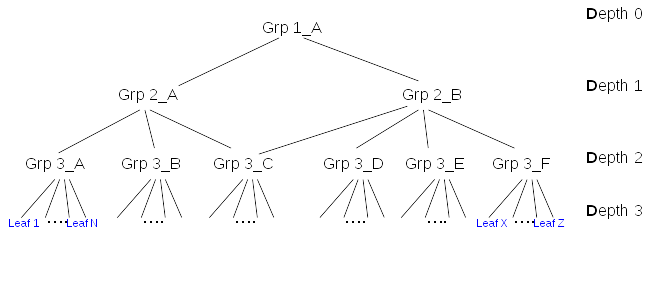 Depth 0
Grp 1_A
Depth 1
Grp 2_A Grp 2_B
Depth 2
Grp 3_A Grp 3_B Grp 3_C Grp 3_D Grp 3_E Grp 3_F
Depth 3
Leaf 1 .... Leaf N .... .... .... .... Leaf X .... Leaf Z